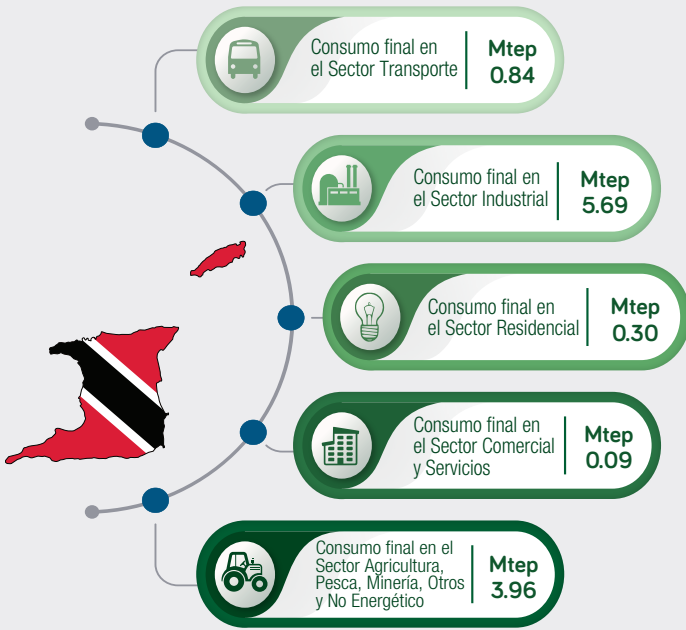 Consumo final en
el Sector Transporte
Mtep
0.84
Consumo final en
el Sector Industrial
Mtep
5.69
Consumo final en
el Sector Residencial
Mtep
0.30
Consumo final en
el Sector Comercial
y Servicios
Mtep
0.09
Consumo final en el
Sector Agricultura,
Pesca, Minería, Otros
y No Energético
Mtep
3.96